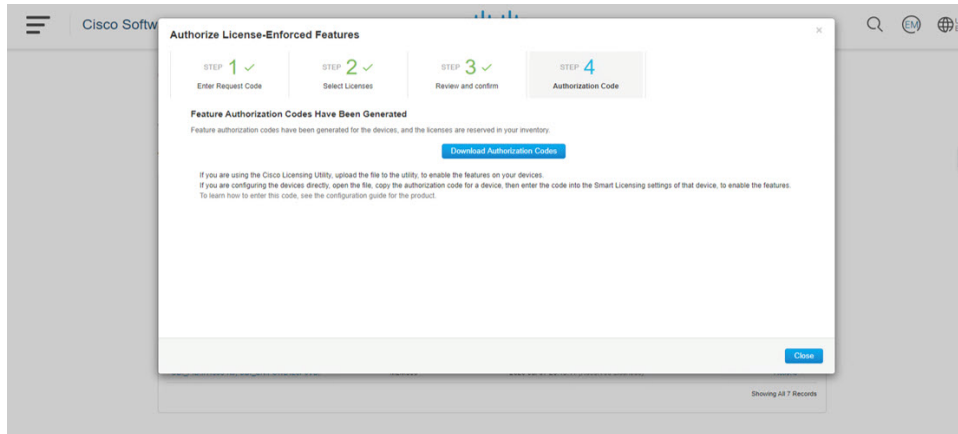 Cisco Softw
EM
Authorize License-Enforced Features
×
STEP 1 ✓
STEP 2 ✓
STEP 3 ✓
STEP 4
Enter Request Code
Select Licenses
Review and confirm
Authorization Code
Feature Authorization Codes Have Been Generated
Feature authorization codes have been generated for the devices, and the licenses are reserved in your inventory.
Download Authorization Codes
If you are using the Cisco Licensing Utility, upload the file to the utility, to enable the features on your devices.
If you are configuring the devices directly, open the file, copy the authorization code for a device, then enter the code into the Smart Licensing settings of that device, to enable the features.
To learn how to enter this code, see the configuration guide for the product.
Close
Showing All 7 Records